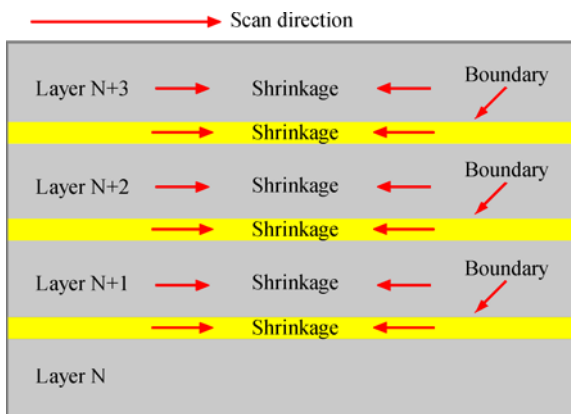 Scan direction
Boundary
Layer N+3 Shrinkage
Shrinkage
Boundary
Layer N+2 Shrinkage
Shrinkage
Boundary
Layer N+1 Shrinkage
Shrinkage
Layer N